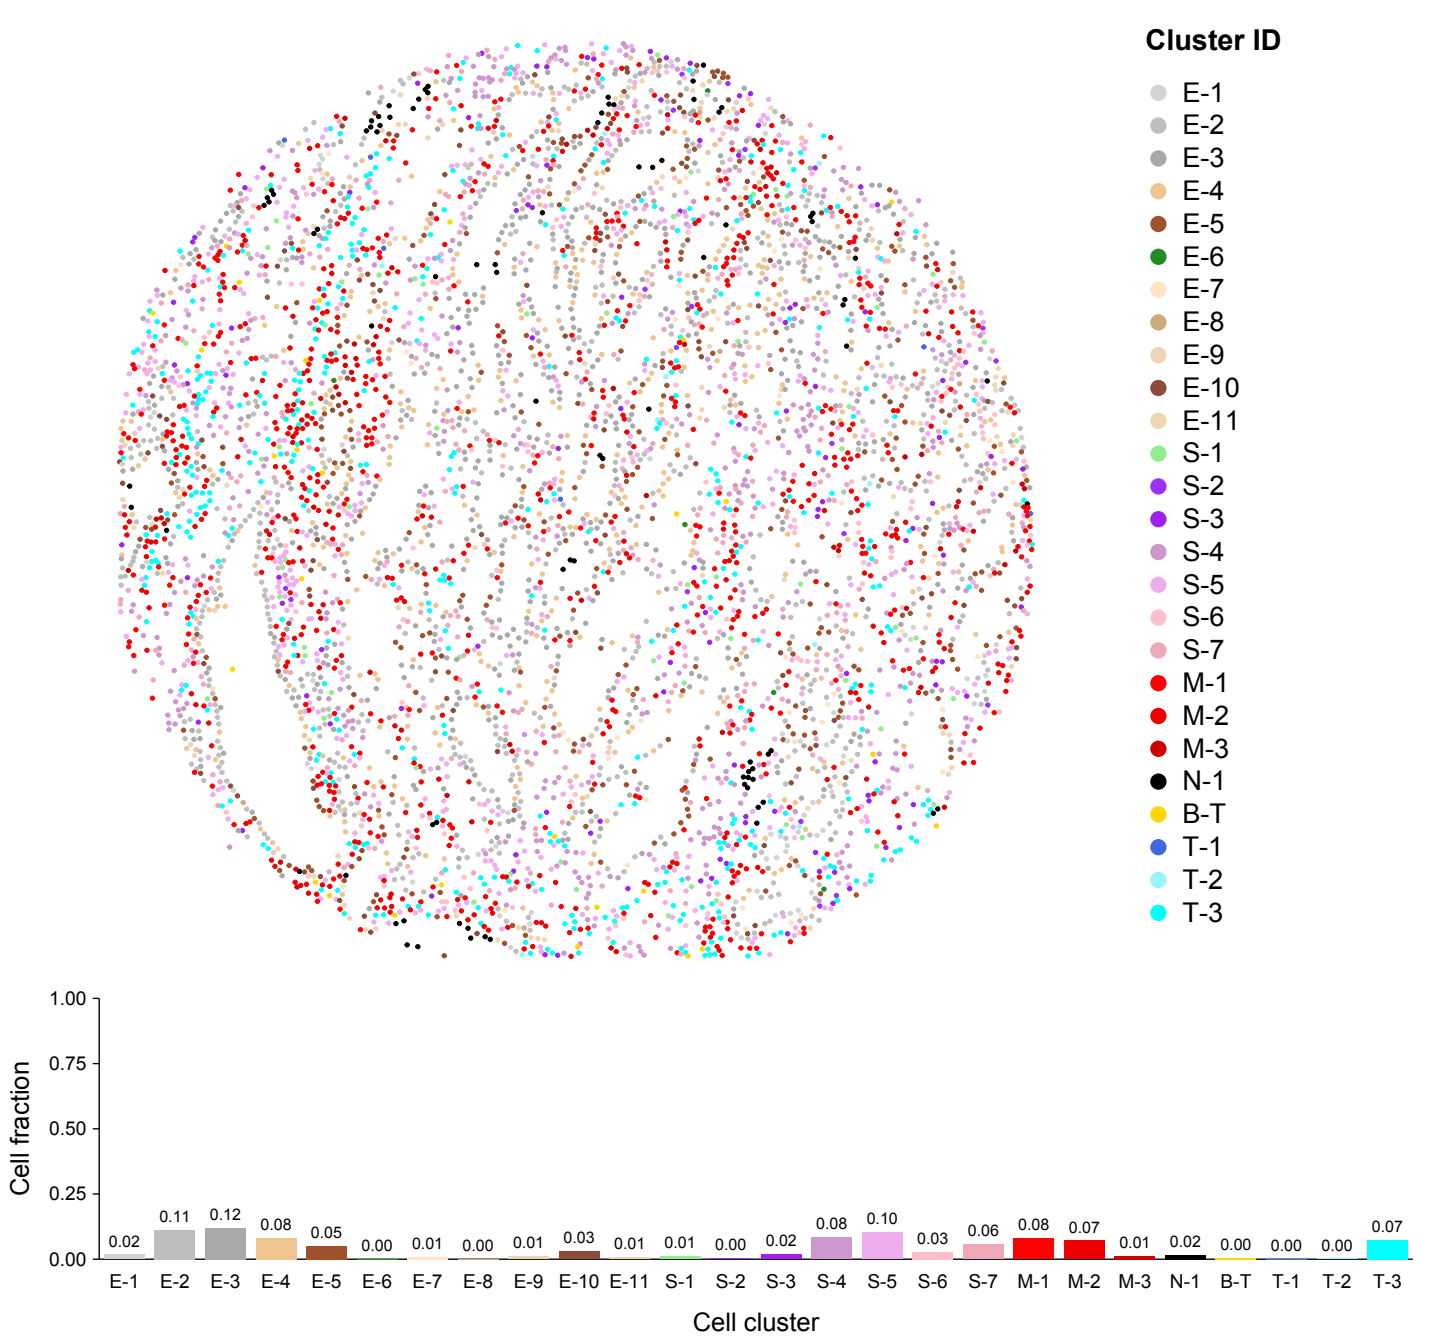 Cluster ID
E-1
E-2
E-3
E-4
E-5
E-6
E-7
E-8
E-9
E-10
E-11
S-1
S-2
S-3
S-4
S-5
S-6
S-7
M-1
M-2
M-3
N-1
B-T
T-1
T-2
T-3
1.00
0.75
0.50
0.25
0.00
Cell fraction
0.02 0.11 0.12 0.08 0.05 0.00 0.01 0.00 0.01 0.03 0.01 0.01 0.00 0.02 0.08 0.10 0.03 0.06 0.08 0.07 0.01 0.02 0.00 0.00 0.00 0.07
E-1 E-2 E-3 E-4 E-5 E-6 E-7 E-8 E-9 E-10 E-11 S-1 S-2 S-3 S-4 S-5 S-6 S-7 M-1 M-2 M-3 N-1 B-T T-1 T-2 T-3
Cell cluster